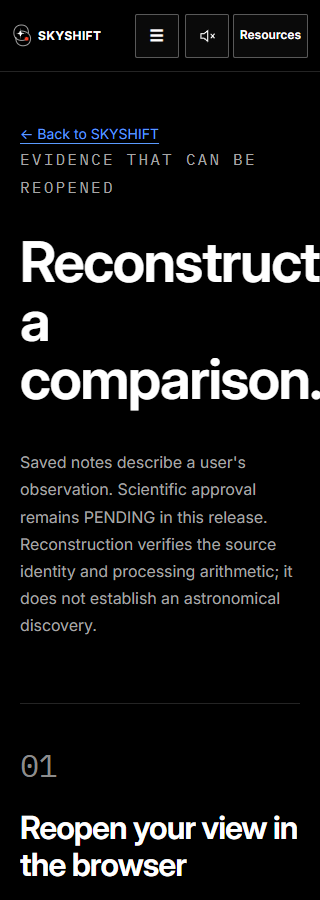 SKYSHIFT
Resources
← Back to SKYSHIFT
EVIDENCE THAT CAN BE
REOPENED
Reconstruct
a
comparison.
Saved notes describe a user's
observation. Scientific approval
remains PENDING in this release.
Reconstruction verifies the source
identity and processing arithmetic; it
does not establish an astronomical
discovery.
01
Reopen your view in
the browser